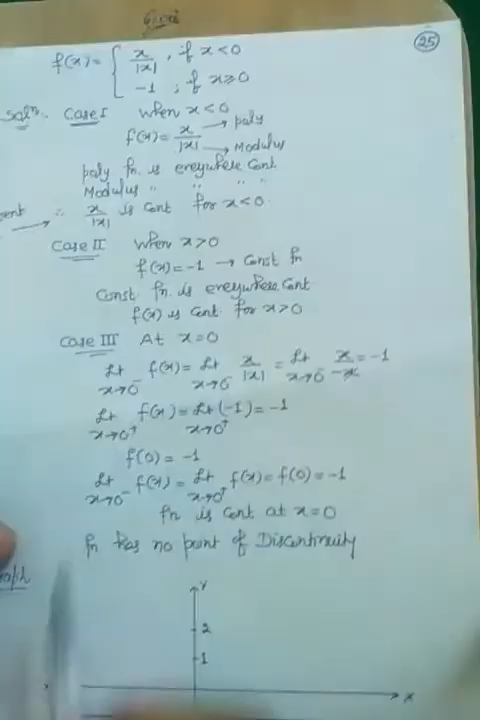 25
f(x) = { x/|x| , if x < 0
-1 ; if x ≥ 0
Solⁿ:- Case I When x < 0
f(x) = x/|x| → poly
→ Modulus
poly fn. is ereywhere Cont
Modulus " " " "
∴ x/|x| is Cont for x < 0
Case II When x > 0
f(x) = -1 → Const fn
Const fn. is ereywhere Cont
f(x) is Cont. for x > 0
Case III At x = 0
Lt x→0⁻ f(x) = Lt x→0⁻ x/|x| = Lt x→0⁻ x/-x = -1
Lt x→0⁺ f(x) = Lt x→0⁺ (-1) = -1
f(0) = -1
Lt x→0⁻ f(x) = Lt x→0⁺ f(x) = f(0) = -1
fn is Cont at x = 0
fn has no point of Discontinuity
Y
2
1
X